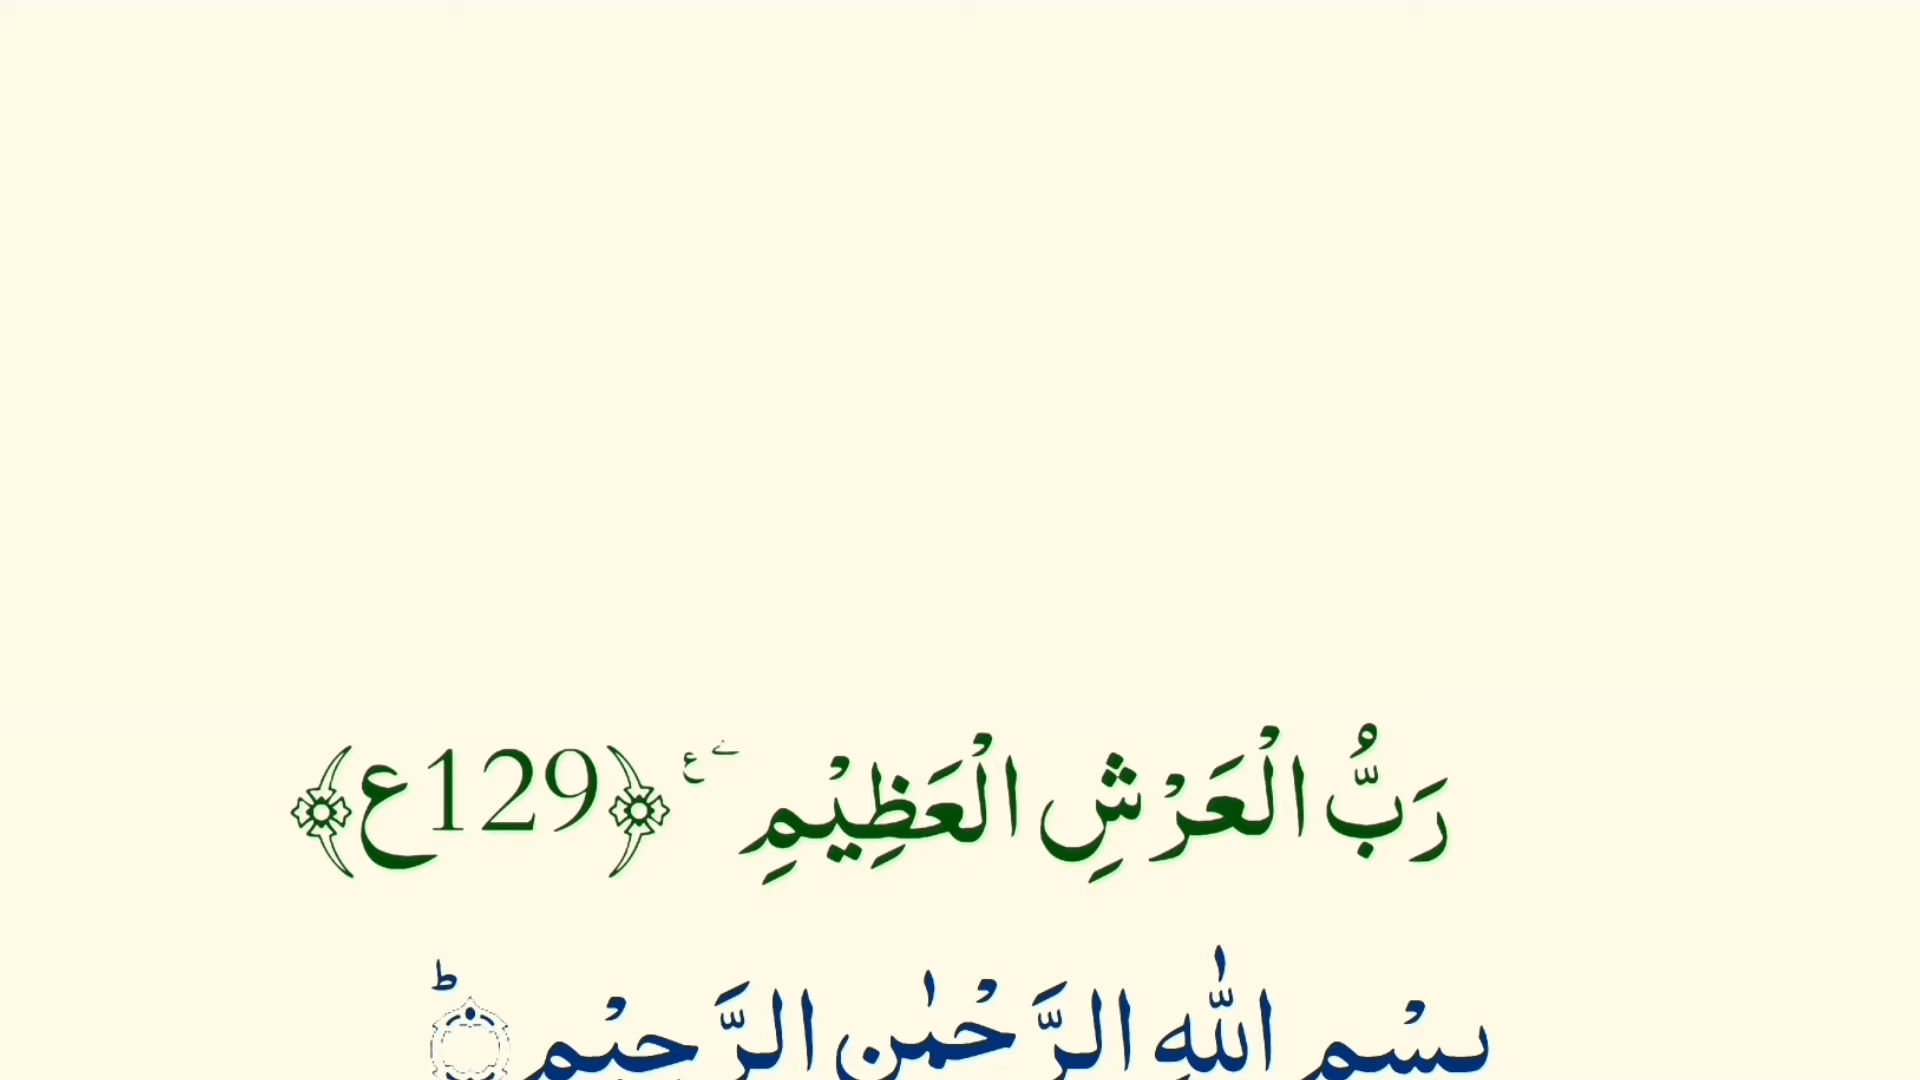 رَبُّ الْعَرْشِ الْعَظِيْمِ ۧ ﴿129ع﴾
بِسْمِ اللّٰهِ الرَّحْمٰنِ الرَّحِيْمِ ۝ؕ